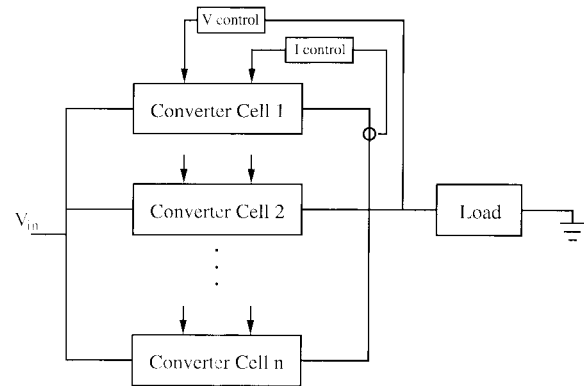 V control
I control
Converter Cell 1
Converter Cell 2
Load
Vin
Converter Cell n